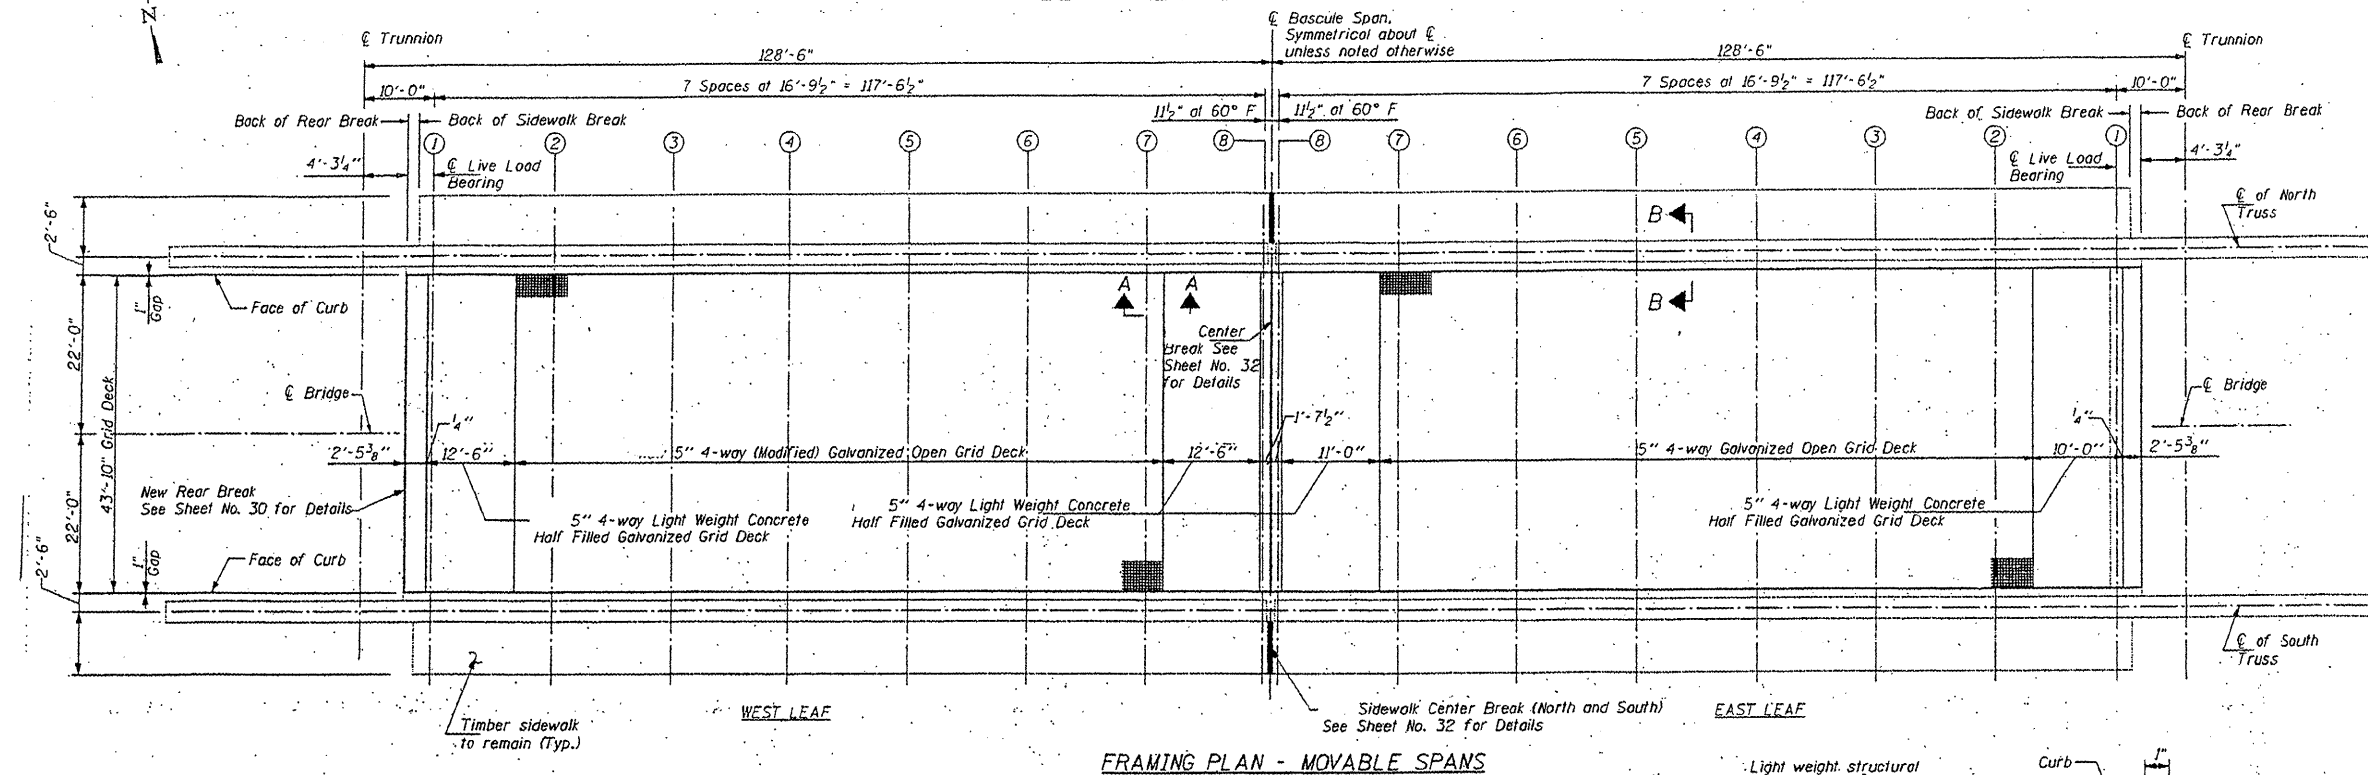 Z
℄ Trunnion
128'-6"
℄ Bascule Span,
Symmetrical about ℄
unless noted otherwise
128'-6"
℄ Trunnion
10'-0"
7 Spaces at 16'-9½" = 117'-6½"
7 Spaces at 16'-9½" = 117'-6½"
10'-0"
11½" at 60° F
11½" at 60° F
Back of Rear Break
Back of Sidewalk Break
Back of Sidewalk Break
Back of Rear Break
1 2 3 4 5 6 7 8 8 7 6 5 4 3 2 1
4'-3¼"
℄ Live Load
Bearing
℄ Live Load
Bearing
4'-3¼"
2'-6"
℄ of North
Truss
B
1"
Gap
Face of Curb
A A
B
22'-0"
43'-10" Grid Deck
Center
Break See
Sheet No. 32
for Details
℄ Bridge
℄ Bridge
¼"
1'-7½"
¼"
2'-5⅜"
12'-6"
5" 4-way (Modified) Galvanized Open Grid Deck
12'-6"
11'-0"
5" 4-way Galvanized Open Grid Deck
10'-0"
2'-5⅜"
New Rear Break
See Sheet No. 30 for Details
5" 4-way Light Weight Concrete
Half Filled Galvanized Grid Deck
5" 4-way Light Weight Concrete
Half Filled Galvanized Grid Deck
5" 4-way Light Weight Concrete
Half Filled Galvanized Grid Deck
22'-0"
2'-6"
1"
Gap
Face of Curb
℄ of South
Truss
2
Timber sidewalk
to remain (Typ.)
WEST LEAF
Sidewalk Center Break (North and South)
See Sheet No. 32 for Details
EAST LEAF
FRAMING PLAN - MOVABLE SPANS
Light weight structural
Curb
1"